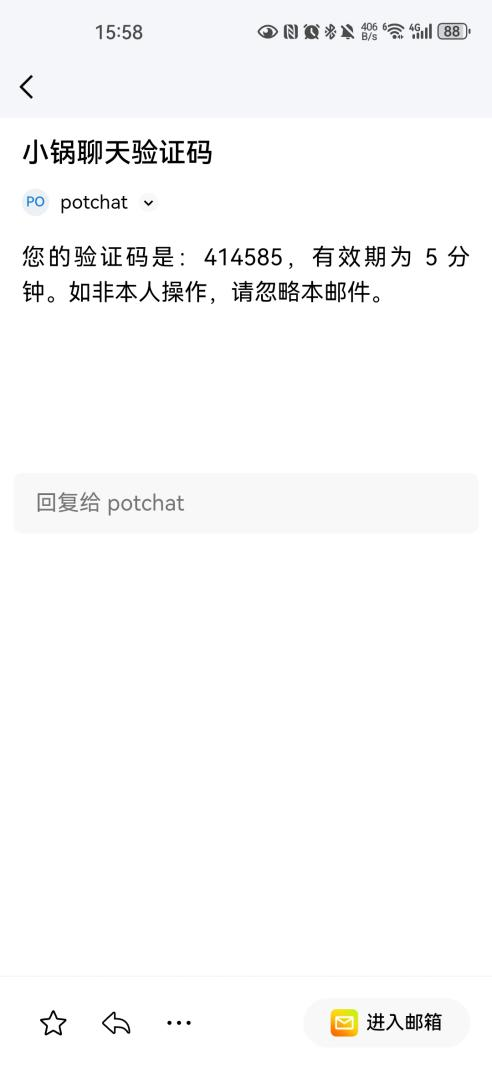 15:58
406 B/s
6
4G
88
小锅聊天验证码
PO potchat
您的验证码是：414585，有效期为 5 分
钟。如非本人操作，请忽略本邮件。
回复给 potchat
进入邮箱